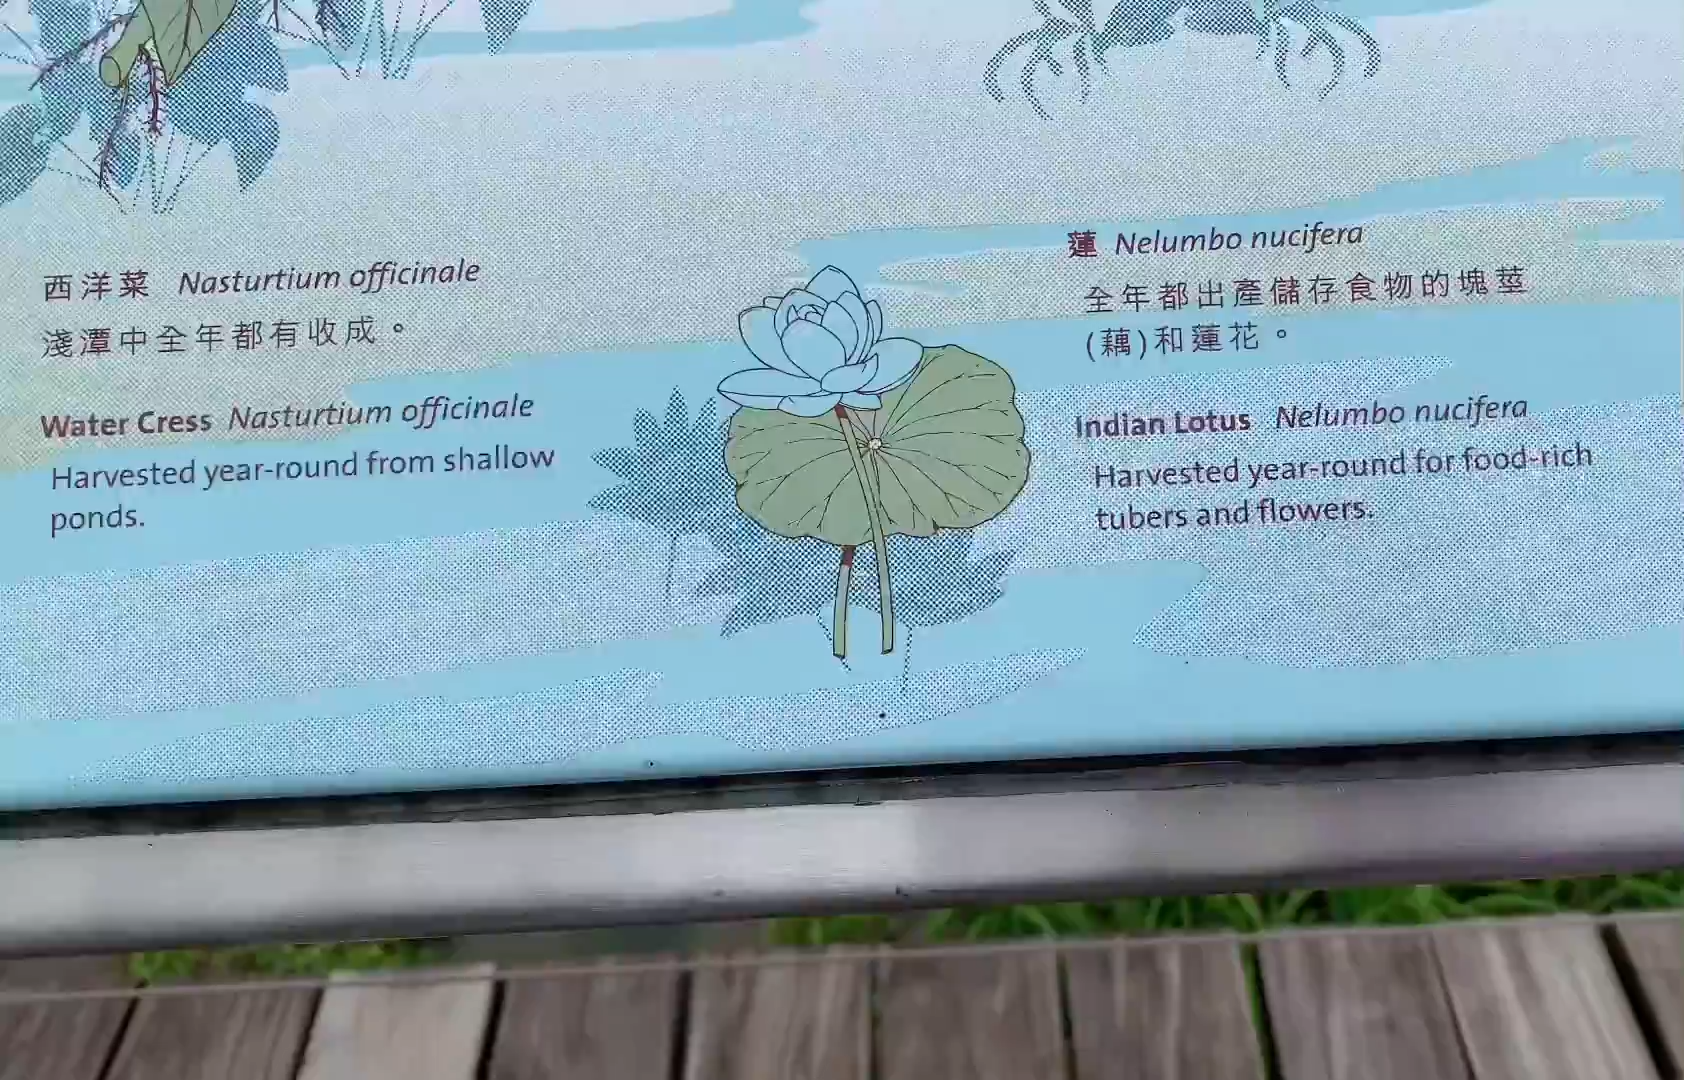 西洋菜 Nasturtium officinale
淺潭中全年都有收成。
Water Cress Nasturtium officinale
Harvested year-round from shallow
ponds.
蓮 Nelumbo nucifera
全年都出產儲存食物的塊莖
(藕)和蓮花。
Indian Lotus Nelumbo nucifera
Harvested year-round for food-rich
tubers and flowers.